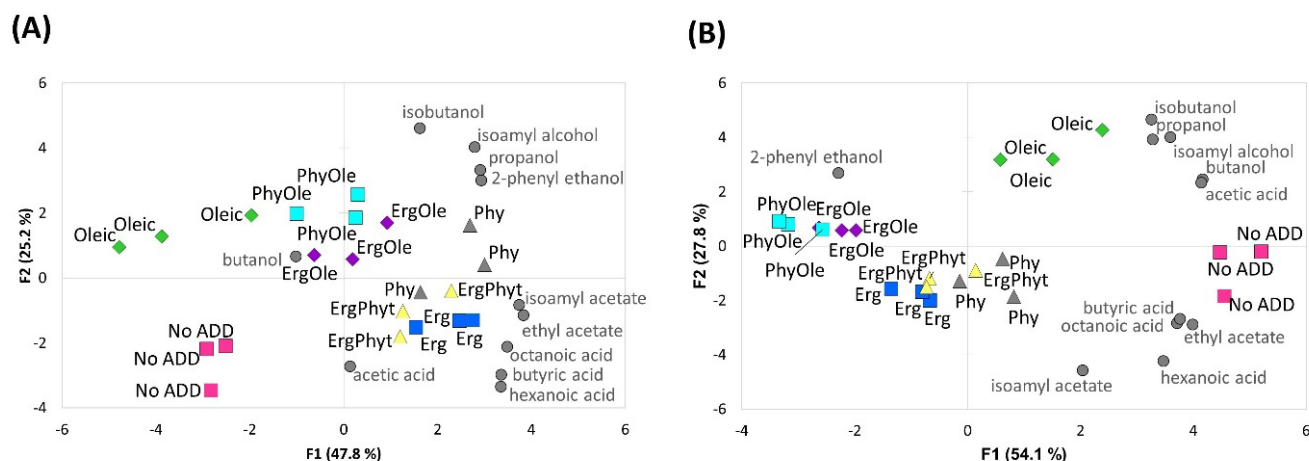 (A)
6
isobutanol
isoamyl alcohol
4
propanol
PhyOle
2-phenyl ethanol
PhyOle
Oleic
ErgOle
Phy
2
Oleic
Oleic
PhyOle
ErgOle
Phy
butanol
ErgOle
0
Phy
ErgPhyt
isoamyl acetate
ErgPhyt
Erg
ethyl acetate
No ADD
ErgPhyt
Erg
Erg
-2
No ADD
octanoic acid
acetic acid
butyric acid
No ADD
hexanoic acid
-4
-6
-4
-2
0
2
4
6
F1 (47.8 %)
F2 (25.2 %)
(B)
6
isobutanol
Oleic
propanol
4
Oleic
isoamyl alcohol
2-phenyl ethanol
Oleic
butanol
2
acetic acid
PhyOle
ErgOle
ErgOle
No ADD
PhyOle
ErgOle
0
PhyOle
Phy
No ADD
ErgPhyt
ErgPhyt
Erg
Phy
No ADD
-2
Erg
Erg
Phy
butyric acid
octanoic acid
ethyl acetate
-4
isoamyl acetate
hexanoic acid
-6
-6
-4
-2
0
2
4
6
F1 (54.1 %)
F2 (27.8 %)